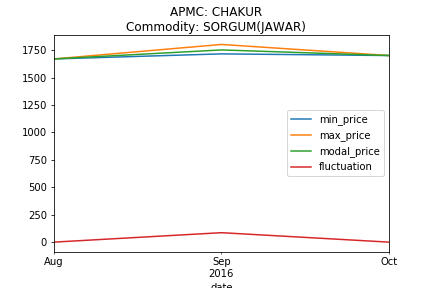 APMC: CHAKUR
Commodity: SORGUM(JAWAR)
1750
1500
1250
1000
750
500
250
0
min_price
max_price
modal_price
fluctuation
Aug
Sep
Oct
2016
date